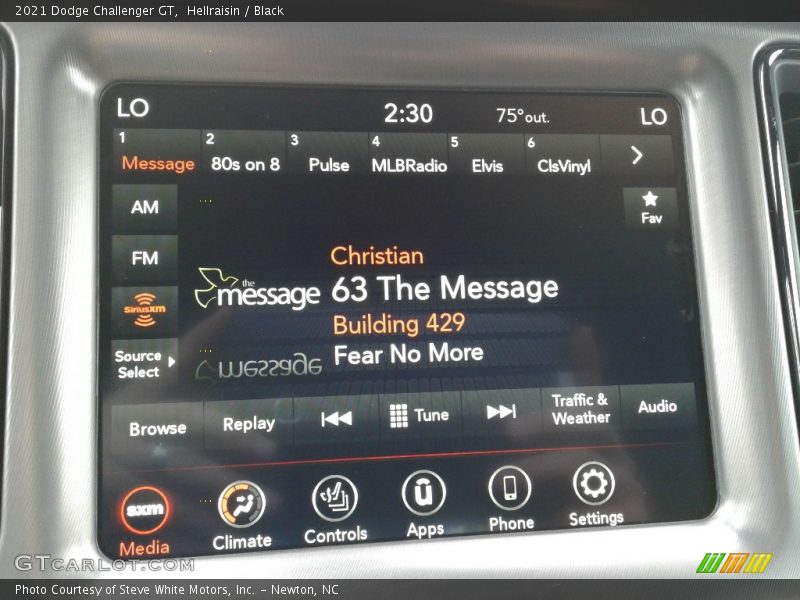 2021 Dodge Challenger GT,  Hellraisin / Black
LO 2:30 75° out. LO
1 2 3 4 5 6
Message 80s on 8 Pulse MLBRadio Elvis ClsVinyl
AM
Fav
FM
Christian
the
message 63 The Message
SiriusXM
Building 429
Source
Select
message Fear No More
Browse Replay Tune Traffic &
Weather Audio
sxm
Media Climate Controls Apps Phone Settings
GTCARLOT.COM
Photo Courtesy of Steve White Motors, Inc. – Newton, NC